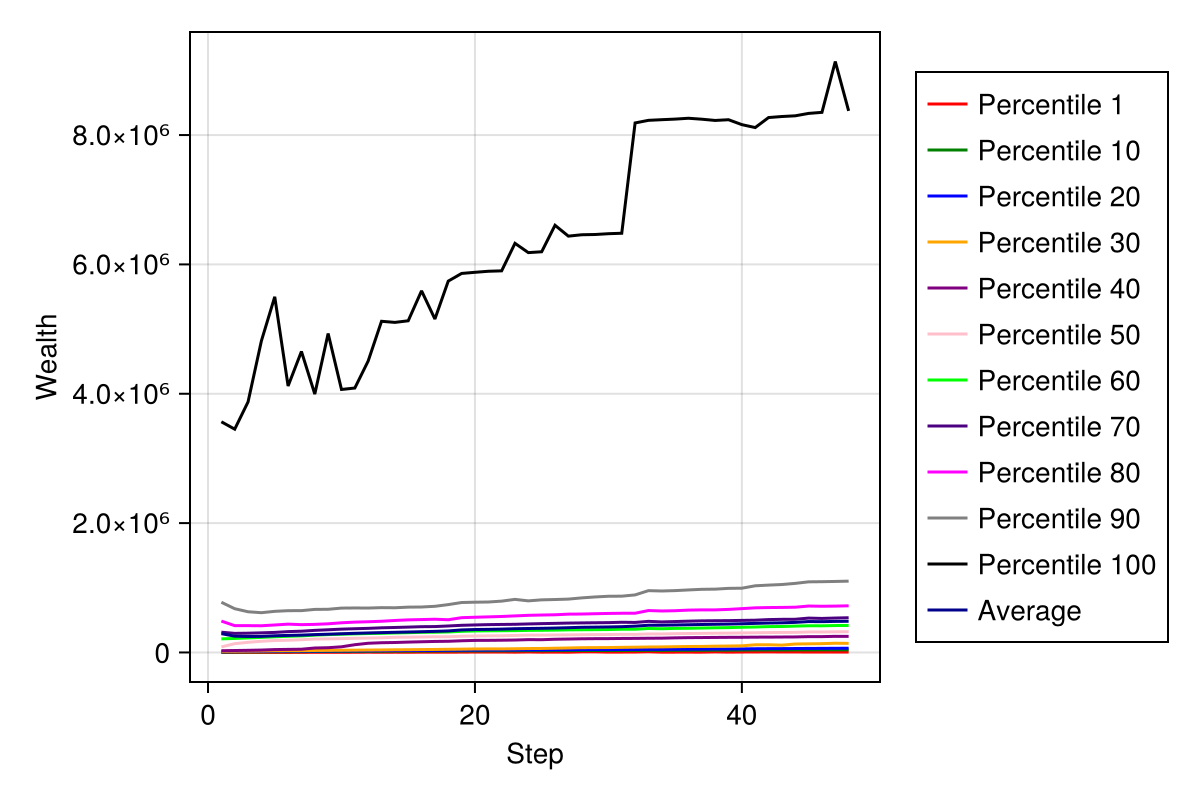 8.0×10⁶
6.0×10⁶
4.0×10⁶
2.0×10⁶
0
Wealth
0 20 40
Step
Percentile 1
Percentile 10
Percentile 20
Percentile 30
Percentile 40
Percentile 50
Percentile 60
Percentile 70
Percentile 80
Percentile 90
Percentile 100
Average